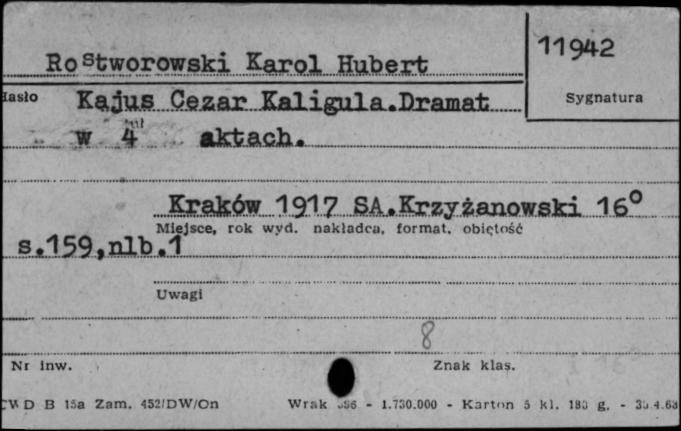 Rostworowski Karol Hubert
11942
Sygnatura
Hasło Kajus Cezar Kaligula.Dramat
w 4 aktach.
Kraków 1917 SA.Krzyżanowski 16°
Miejsce, rok wyd. nakładca, format, objętość
s.159,nlb.1
Uwagi
8
Nr inw.
Znak klas.
CWD B 15a Zam. 452/DW/On Wrak - 1.730.000 - Karton 5 kl. 180 g. -